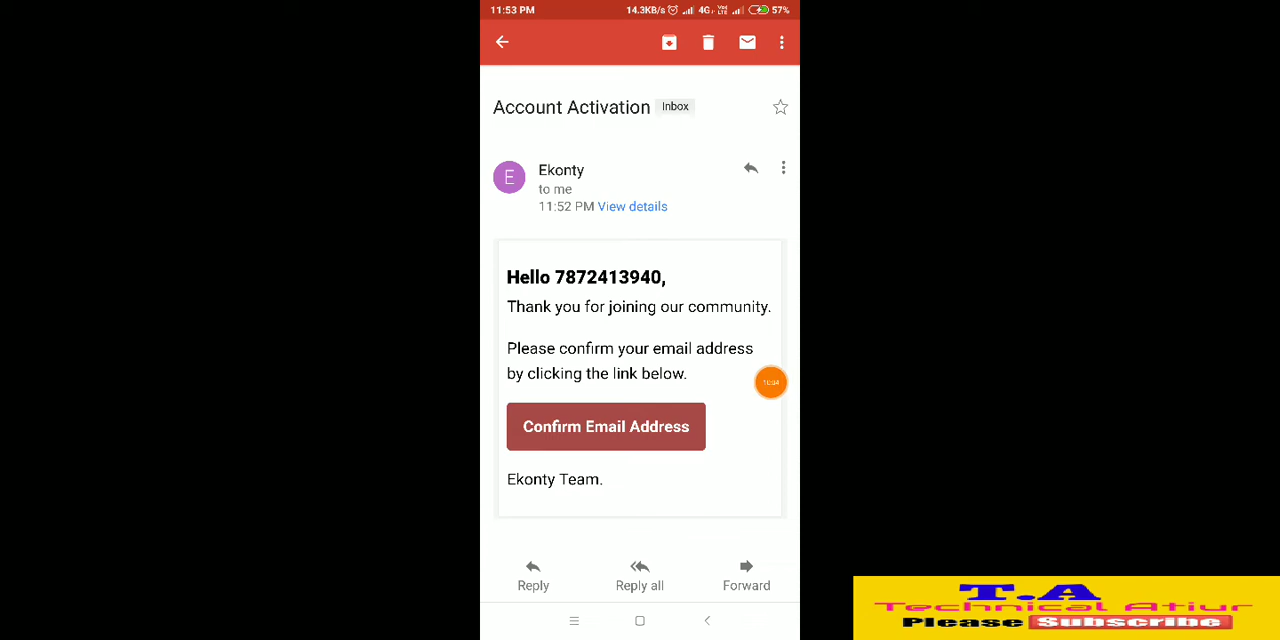 11:53 PM 14.3KB/s 4G+ VoLTE 57%
Account Activation Inbox
E Ekonty
to me
11:52 PM View details
Hello 7872413940,
Thank you for joining our community.
Please confirm your email address
by clicking the link below.
Confirm Email Address
Ekonty Team.
Reply Reply all Forward
T.A
Technical Atiur
Please Subscribe